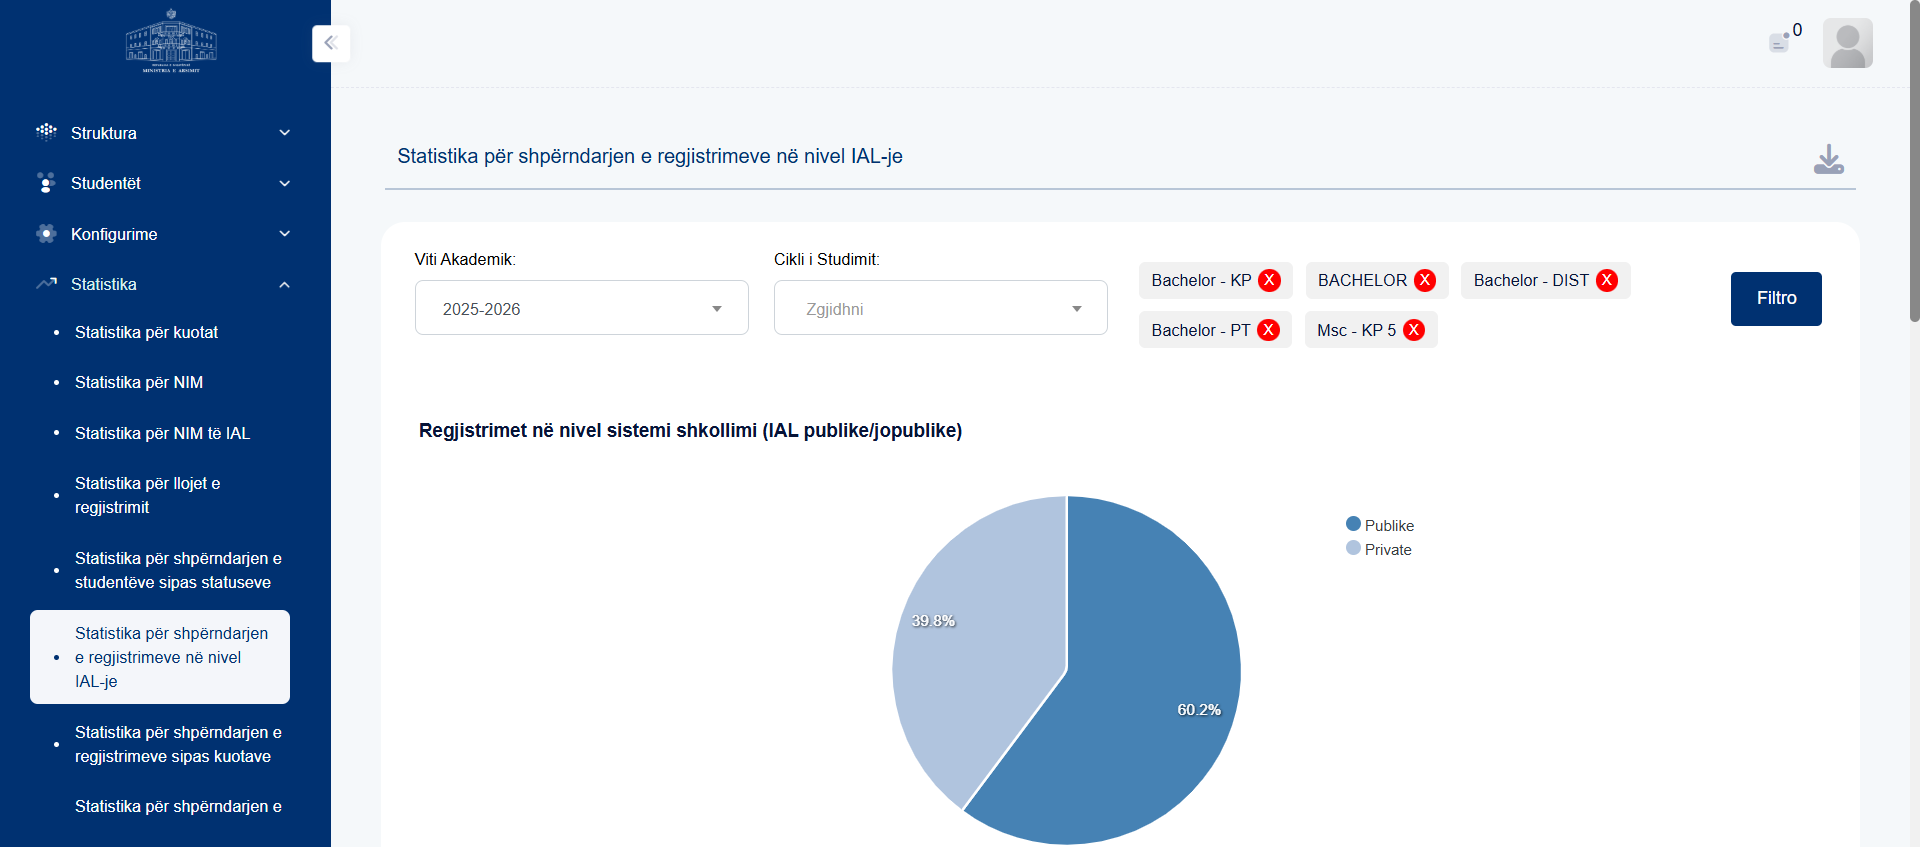 MINISTRIA E ARSIMIT
Struktura
Studentët
Konfigurime
Statistika
Statistika për kuotat
Statistika për NIM
Statistika për NIM të IAL
Statistika për llojet e
regjistrimit
Statistika për shpërndarjen e
studentëve sipas statuseve
Statistika për shpërndarjen
e regjistrimeve në nivel
IAL-je
Statistika për shpërndarjen e
regjistrimeve sipas kuotave
Statistika për shpërndarjen e
0
Statistika për shpërndarjen e regjistrimeve në nivel IAL-je
Viti Akademik:
2025-2026
Cikli i Studimit:
Zgjidhni
Bachelor - KP X BACHELOR X Bachelor - DIST X
Bachelor - PT X Msc - KP 5 X
Filtro
Regjistrimet në nivel sistemi shkollimi (IAL publike/jopublike)
Publike
Private
39.8%
60.2%